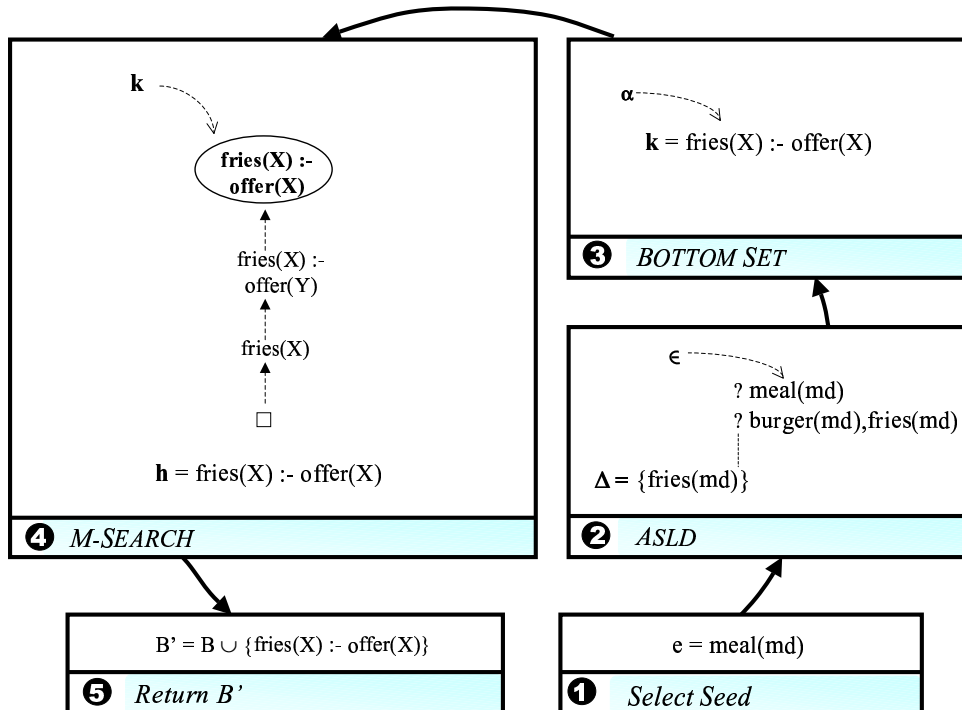 k
fries(X) :-
offer(X)
fries(X) :-
offer(Y)
fries(X)
□
h = fries(X) :- offer(X)
❹ M-SEARCH
α
k = fries(X) :- offer(X)
❸ BOTTOM SET
ϵ
? meal(md)
? burger(md),fries(md)
Δ = {fries(md)}
❷ ASLD
B’ = B ∪ {fries(X) :- offer(X)}
❺ Return B’
e = meal(md)
❶ Select Seed